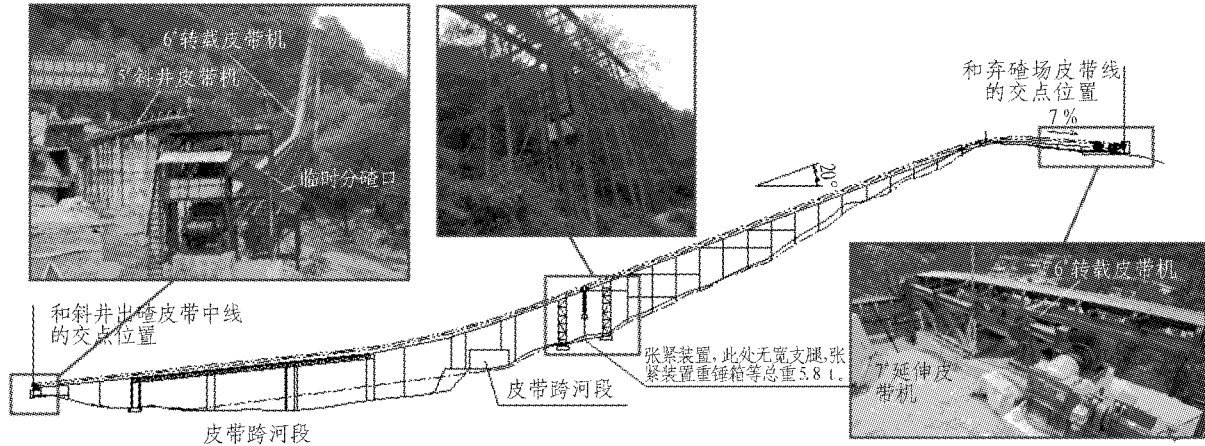 6#转载皮带机
5#斜井皮带机
临时分碴口
和弃碴场皮带线
的交点位置
7 %
20°
和斜井出碴皮带中线
的交点位置
张紧装置，此处无宽支腿，张
紧装置重锤箱等总重5.8 t。
皮带跨河段
皮带跨河段
6#转载皮带机
7#延伸皮
带机